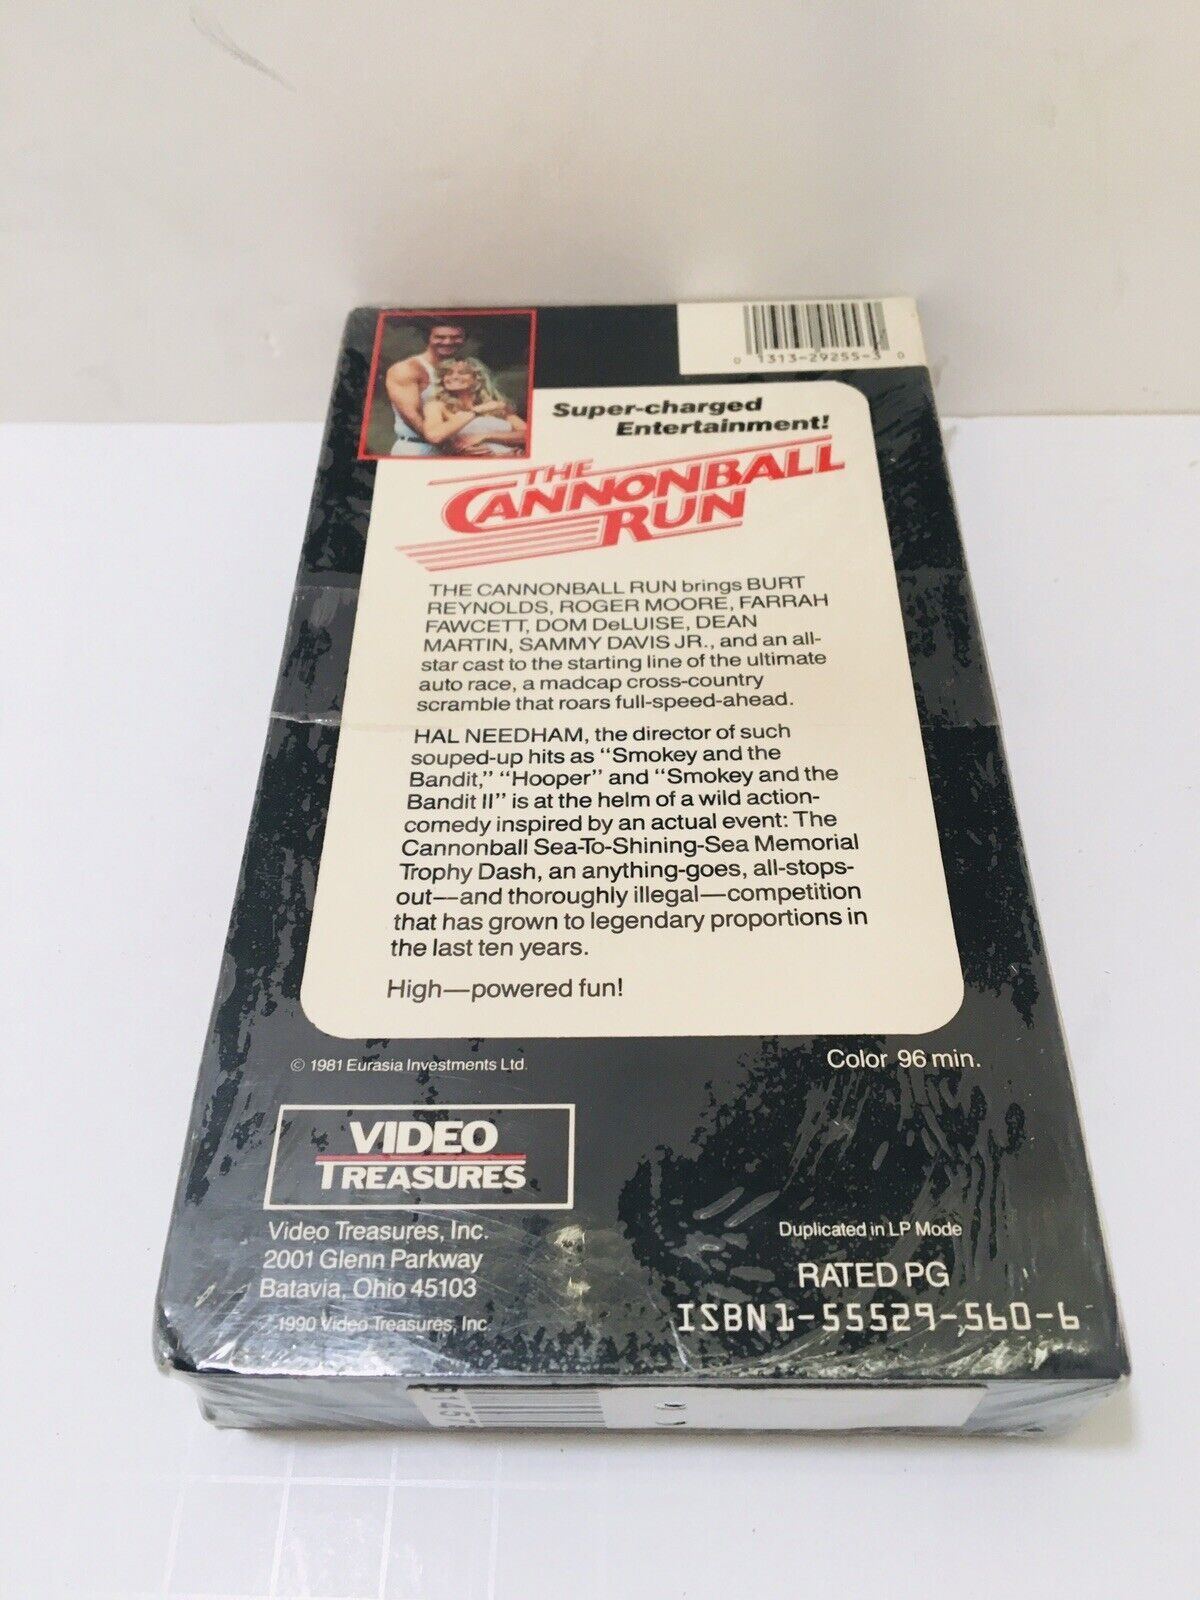 0 1313-29255-3 0
Super-charged
Entertainment!
THE
CANNONBALL
RUN
THE CANNONBALL RUN brings BURT
REYNOLDS, ROGER MOORE, FARRAH
FAWCETT, DOM DeLUISE, DEAN
MARTIN, SAMMY DAVIS JR., and an all-
star cast to the starting line of the ultimate
auto race, a madcap cross-country
scramble that roars full-speed-ahead.
HAL NEEDHAM, the director of such
souped-up hits as "Smokey and the
Bandit," "Hooper" and "Smokey and the
Bandit II" is at the helm of a wild action-
comedy inspired by an actual event: The
Cannonball Sea-To-Shining-Sea Memorial
Trophy Dash, an anything-goes, all-stops-
out—and thoroughly illegal—competition
that has grown to legendary proportions in
the last ten years.
High—powered fun!
© 1981 Eurasia Investments Ltd.
Color 96 min.
VIDEO
TREASURES
Video Treasures, Inc.
2001 Glenn Parkway
Batavia, Ohio 45103
1990 Video Treasures, Inc.
Duplicated in LP Mode
RATED PG
ISBN 1-55529-560-6